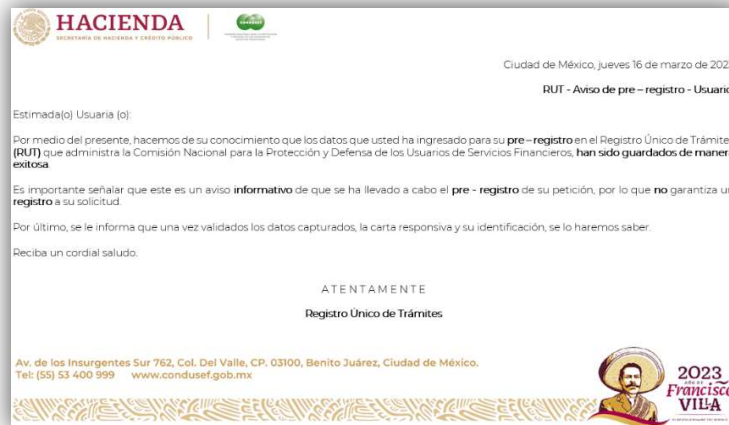 HACIENDA
SECRETARÍA DE HACIENDA Y CRÉDITO PÚBLICO
CONDUSEF
Ciudad de México, jueves 16 de marzo de 202
RUT - Aviso de pre – registro - Usuario
Estimada(o) Usuaria (o):
Por medio del presente, hacemos de su conocimiento que los datos que usted ha ingresado para su pre – registro en el Registro Único de Trámite
(RUT) que administra la Comisión Nacional para la Protección y Defensa de los Usuarios de Servicios Financieros, han sido guardados de manera
exitosa.
Es importante señalar que este es un aviso informativo de que se ha llevado a cabo el pre - registro de su petición, por lo que no garantiza un
registro a su solicitud.
Por último, se le informa que una vez validados los datos capturados, la carta responsiva y su identificación, se lo haremos saber.
Reciba un cordial saludo.
ATENTAMENTE
Registro Único de Trámites
Av. de los Insurgentes Sur 762, Col. Del Valle, CP. 03100, Benito Juárez, Ciudad de México.
Tel: (55) 53 400 999 www.condusef.gob.mx
2023
AÑO DE
Francisco
VILLA